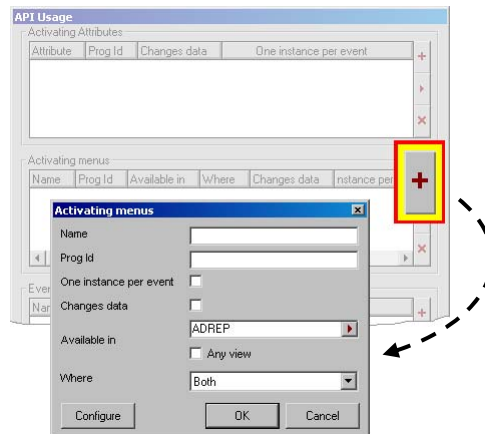 API Usage
Activating Attributes
Attribute Prog Id Changes data One instance per event
Activating menus
Name Prog Id Available in Where Changes data nstance per
Activating menus
Name
Prog Id
One instance per event
Changes data
Available in ADREP
Any view
Where Both
Configure OK Cancel
Even
Nar